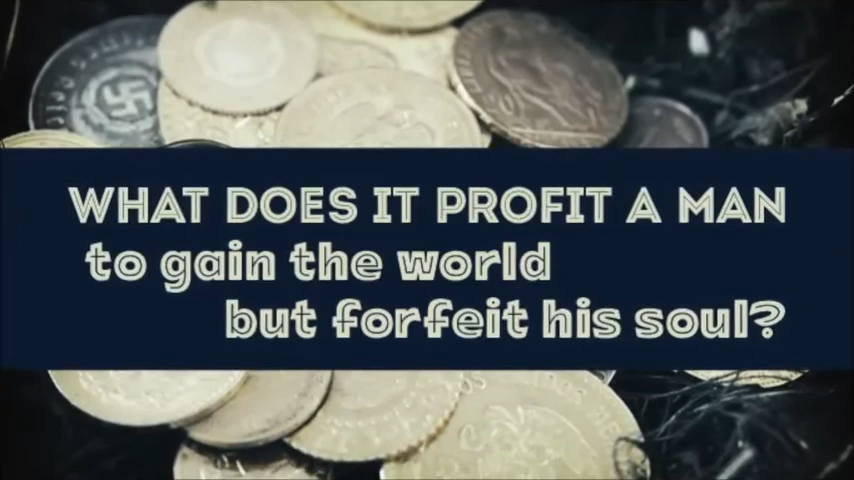 WHAT DOES IT PROFIT A MAN
to gain the world
but forfeit his soul?